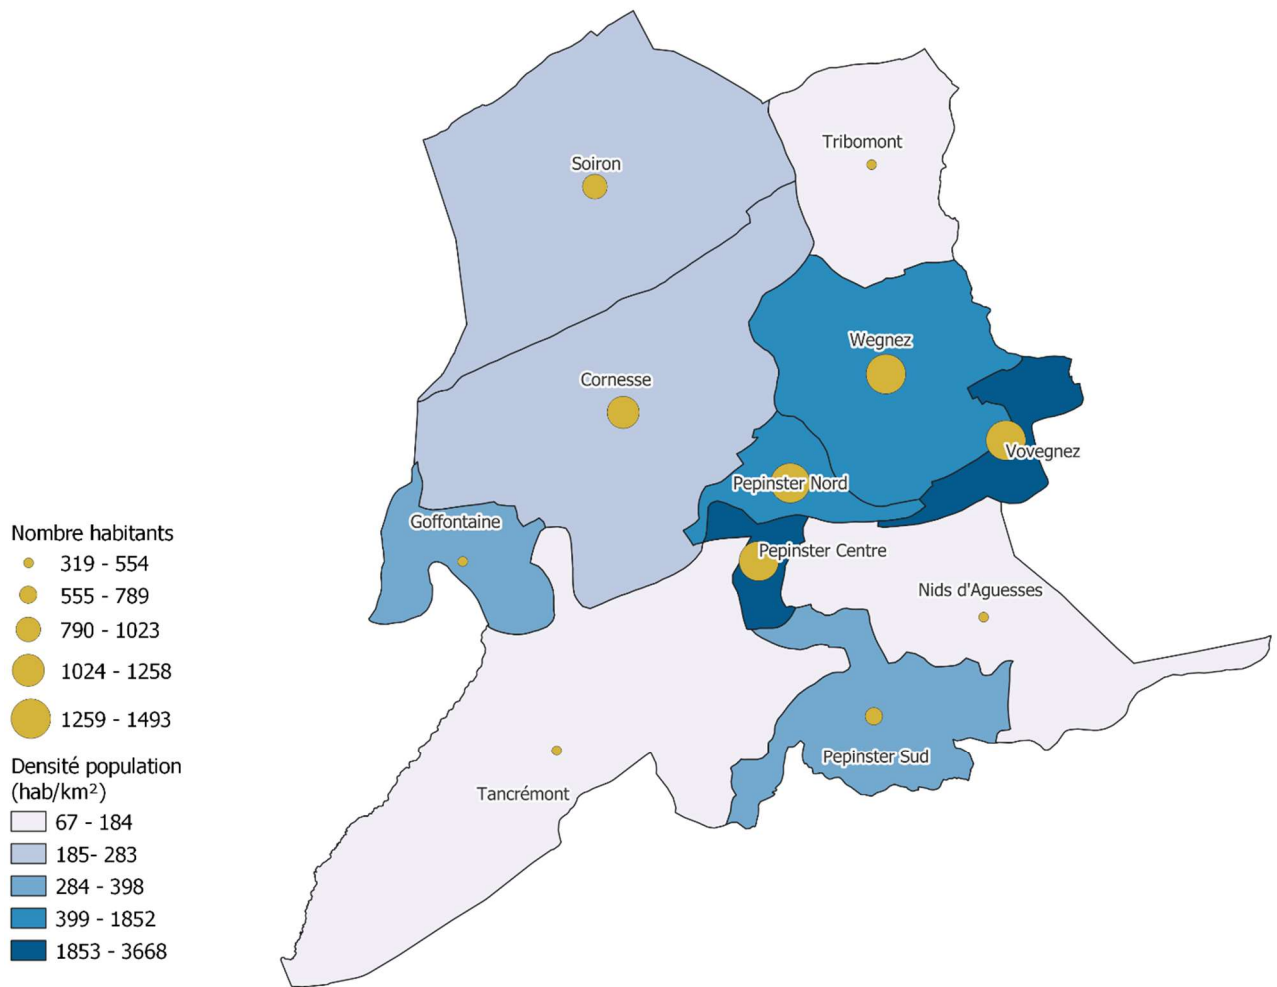 Tribomont
Soiron
Wegnez
Cornesse
Vovegnez
Pepinster Nord
Goffontaine
Pepinster Centre
Nids d'Aguesses
Pepinster Sud
Tancrémont
Nombre habitants
319 - 554
555 - 789
790 - 1023
1024 - 1258
1259 - 1493
Densité population
(hab/km²)
67 - 184
185- 283
284 - 398
399 - 1852
1853 - 3668